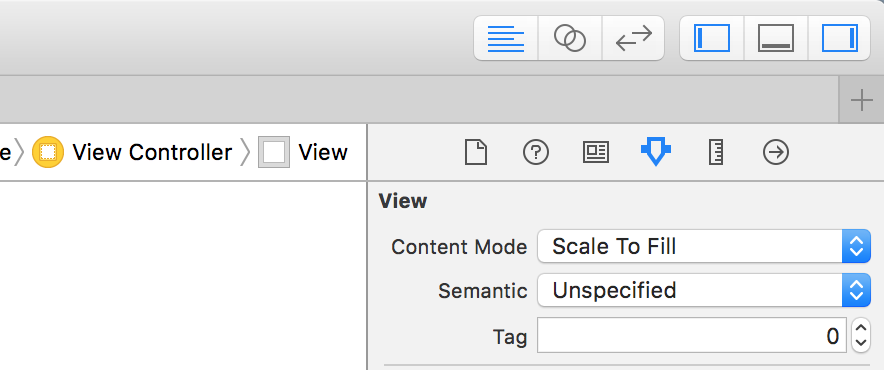 e View Controller View
View
Content Mode Scale To Fill
Semantic Unspecified
Tag 0